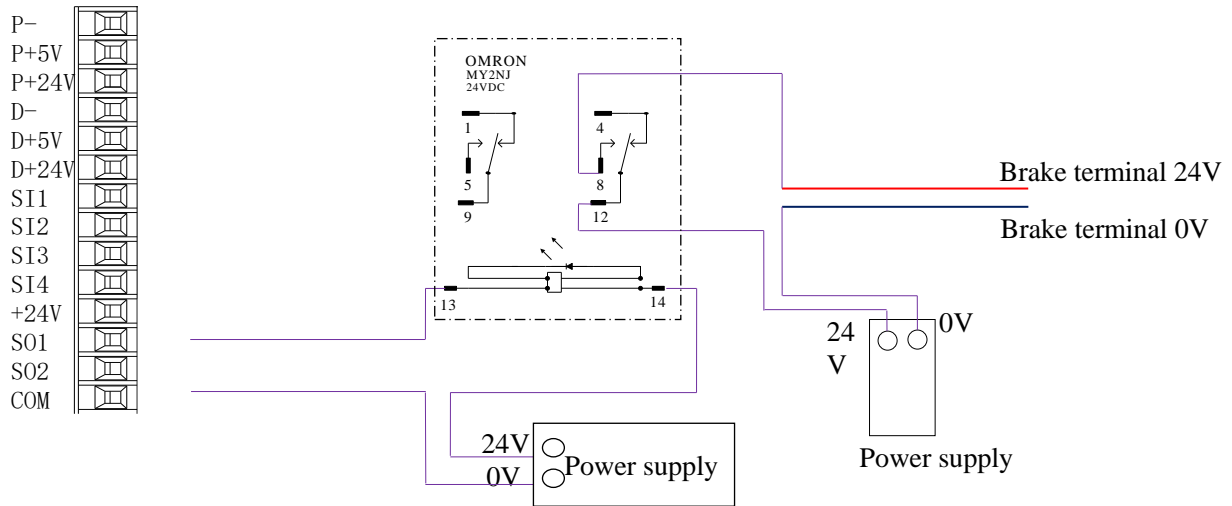 P-
P+5V
P+24V
D-
D+5V
D+24V
SI1
SI2
SI3
SI4
+24V
SO1
SO2
COM
OMRON
MY2NJ
24VDC
1
4
5
8
9
12
13
14
Brake terminal 24V
Brake terminal 0V
24
V
0V
Power supply
24V
0V
Power supply